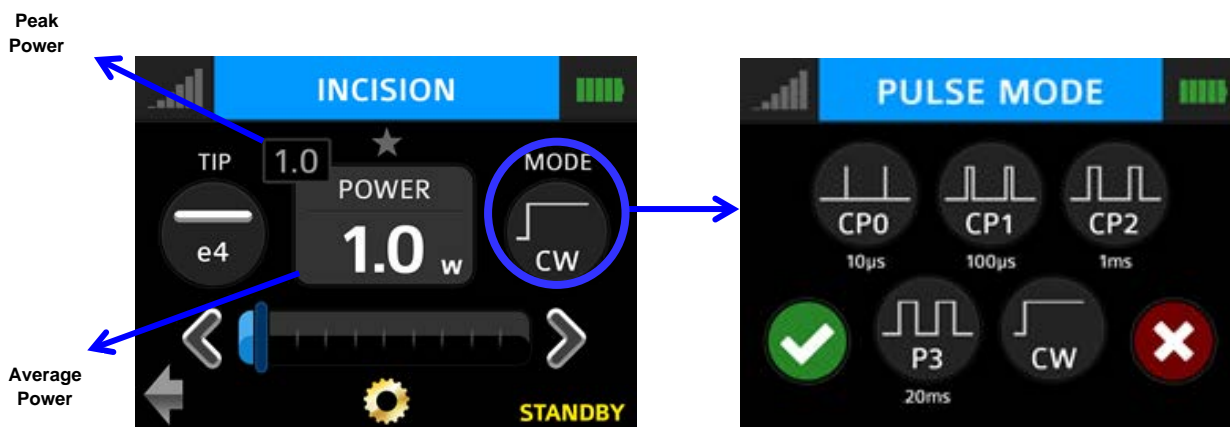 Peak
Power
INCISION
TIP
1.0
MODE
POWER
e4
1.0 w
CW
Average
Power
STANDBY
PULSE MODE
CP0
CP1
CP2
10µs
100µs
1ms
P3
CW
20ms